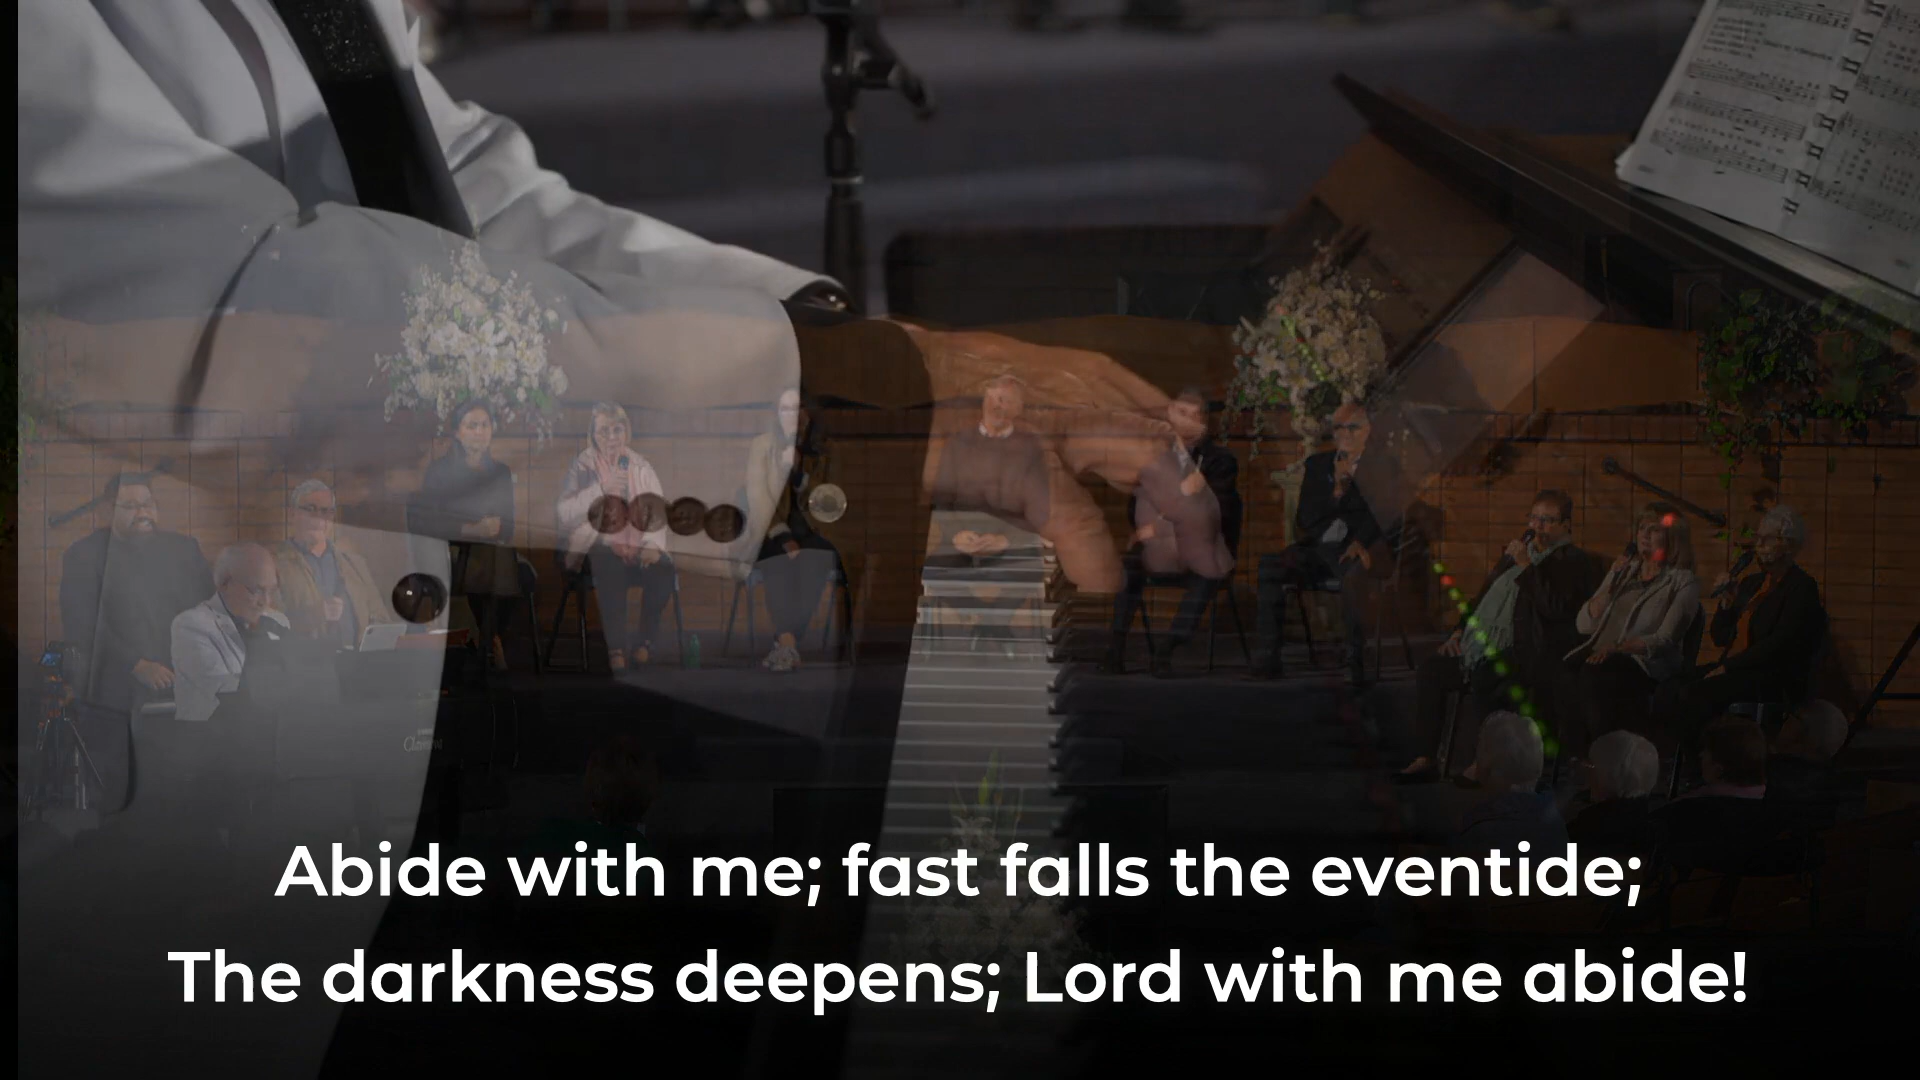 Abide with me; fast falls the eventide;
The darkness deepens; Lord with me abide!